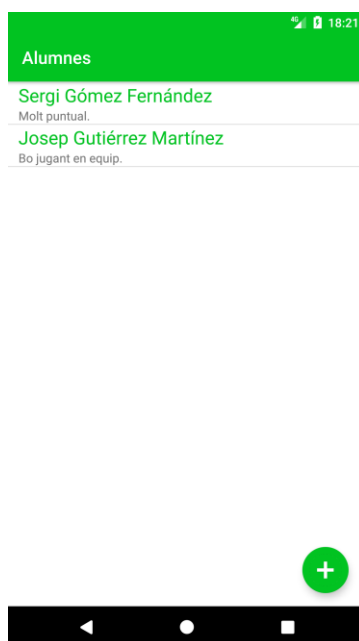 4G 18:21
Alumnes
Sergi Gómez Fernández
Molt puntual.
Josep Gutiérrez Martínez
Bo jugant en equip.